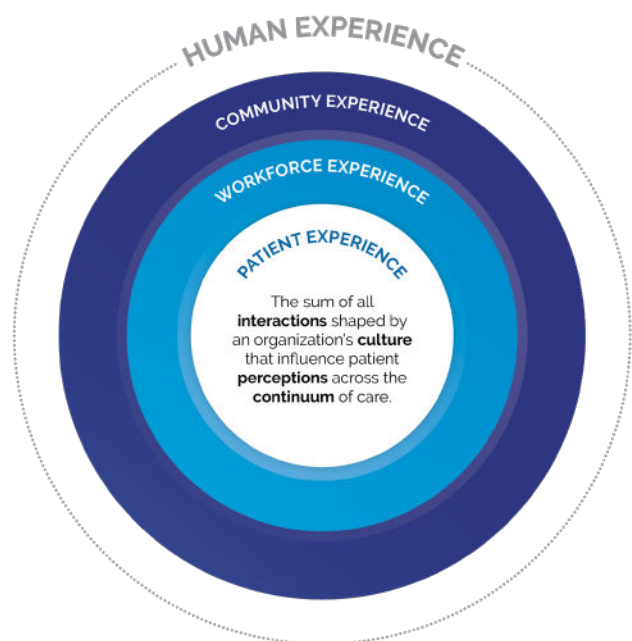 HUMAN EXPERIENCE
COMMUNITY EXPERIENCE
WORKFORCE EXPERIENCE
PATIENT EXPERIENCE
The sum of all
interactions shaped by
an organization's culture
that influence patient
perceptions across the
continuum of care.